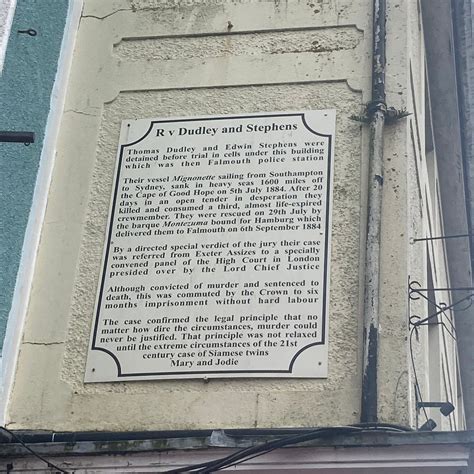 R v Dudley and Stephens
Thomas Dudley and Edwin Stephens were
detained before trial in cells under this building
which was then Falmouth police station
Their vessel Mignonette sailing from Southampton
to Sydney, sank in heavy seas 1600 miles off
the Cape of Good Hope on 5th July 1884. After 20
days in an open tender in desperation they
killed and consumed a third, almost life-expired
crewmember. They were rescued on 29th July by
the barque Montezuma bound for Hamburg which
delivered them to Falmouth on 6th September 1884
By a directed special verdict of the jury their case
was referred from Exeter Assizes to a specially
convened panel of the High Court in London
presided over by the Lord Chief Justice
Although convicted of murder and sentenced to
death, this was commuted by the Crown to six
months imprisonment without hard labour
The case confirmed the legal principle that no
matter how dire the circumstances, murder could
never be justified. That principle was not relaxed
until the extreme circumstances of the 21st
century case of Siamese twins
Mary and Jodie